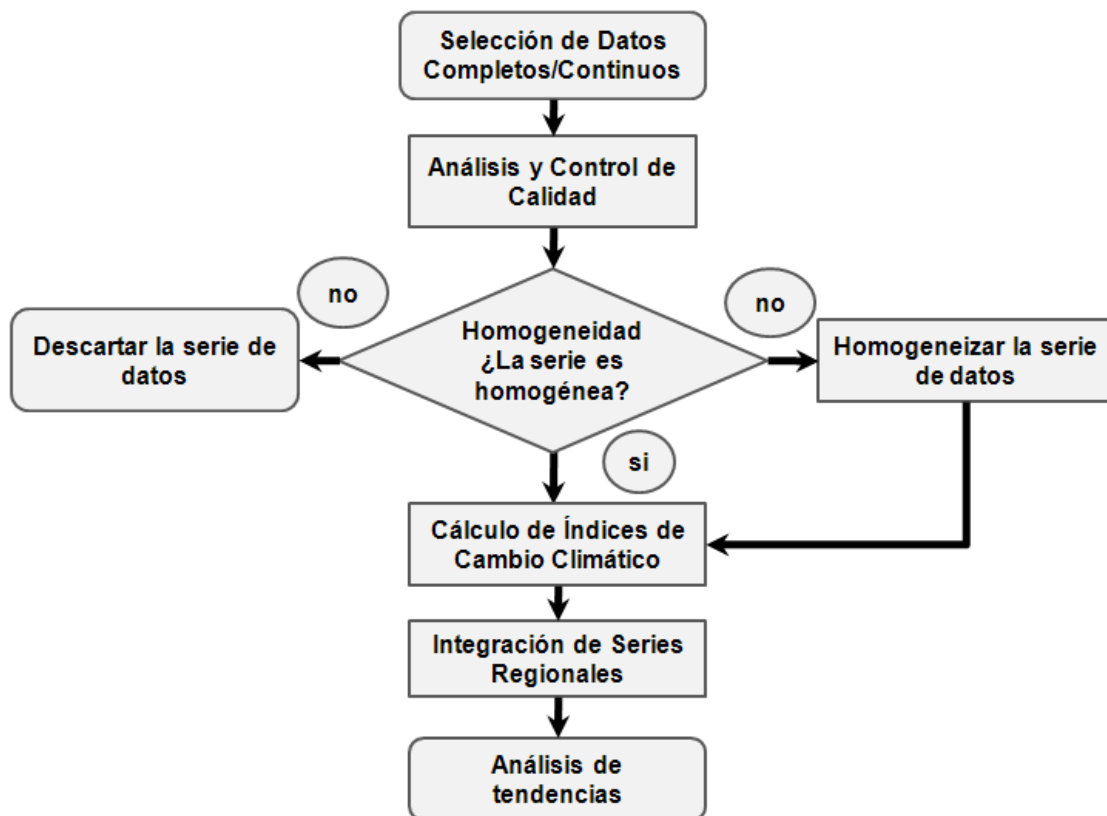 Selección de Datos
Completos/Continuos
Análisis y Control de
Calidad
no
no
Descartar la serie de
datos
Homogeneidad
¿La serie es
homogénea?
Homogeneizar la serie
de datos
si
Cálculo de Índices de
Cambio Climático
Integración de Series
Regionales
Análisis de
tendencias